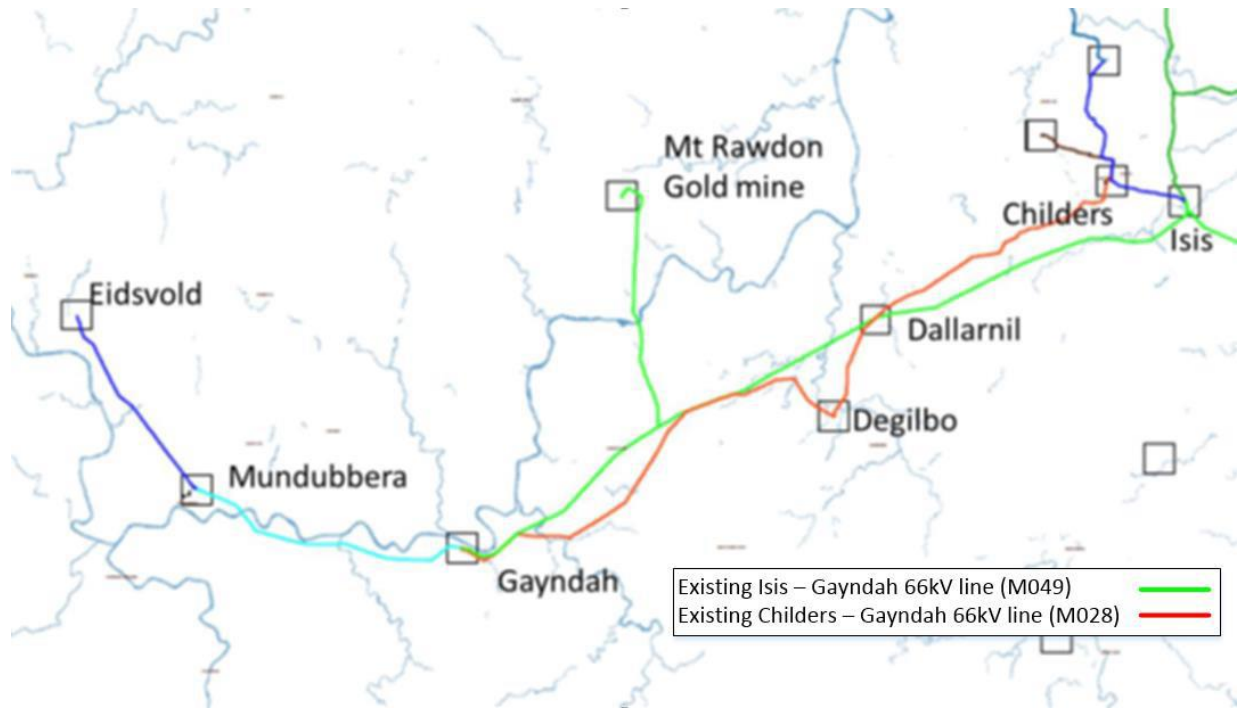 Mt Rawdon
Gold mine
Childers
Isis
Eidsvold
Dallarnil
Degilbo
Mundubbera
Gayndah
Existing Isis – Gayndah 66kV line (M049)
Existing Childers – Gayndah 66kV line (M028)